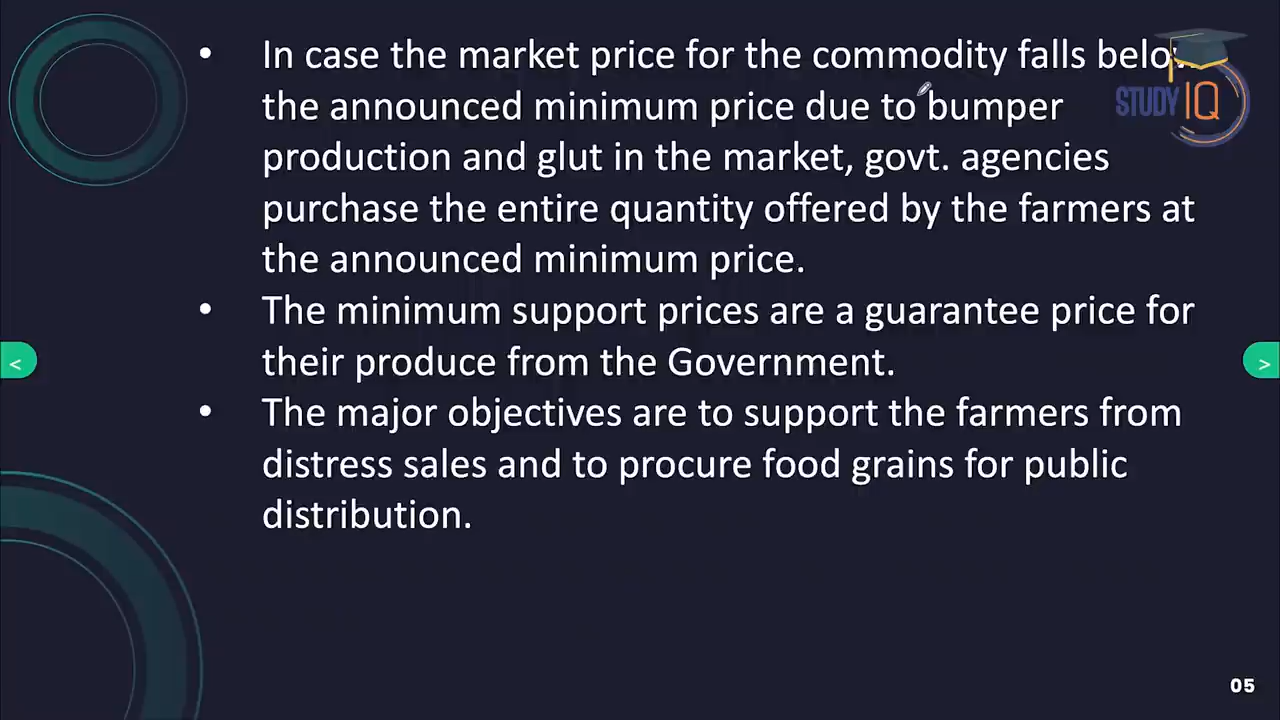 • In case the market price for the commodity falls below
the announced minimum price due to bumper
production and glut in the market, govt. agencies
purchase the entire quantity offered by the farmers at
the announced minimum price.
• The minimum support prices are a guarantee price for
their produce from the Government.
• The major objectives are to support the farmers from
distress sales and to procure food grains for public
distribution.
STUDY IQ
<
>
05